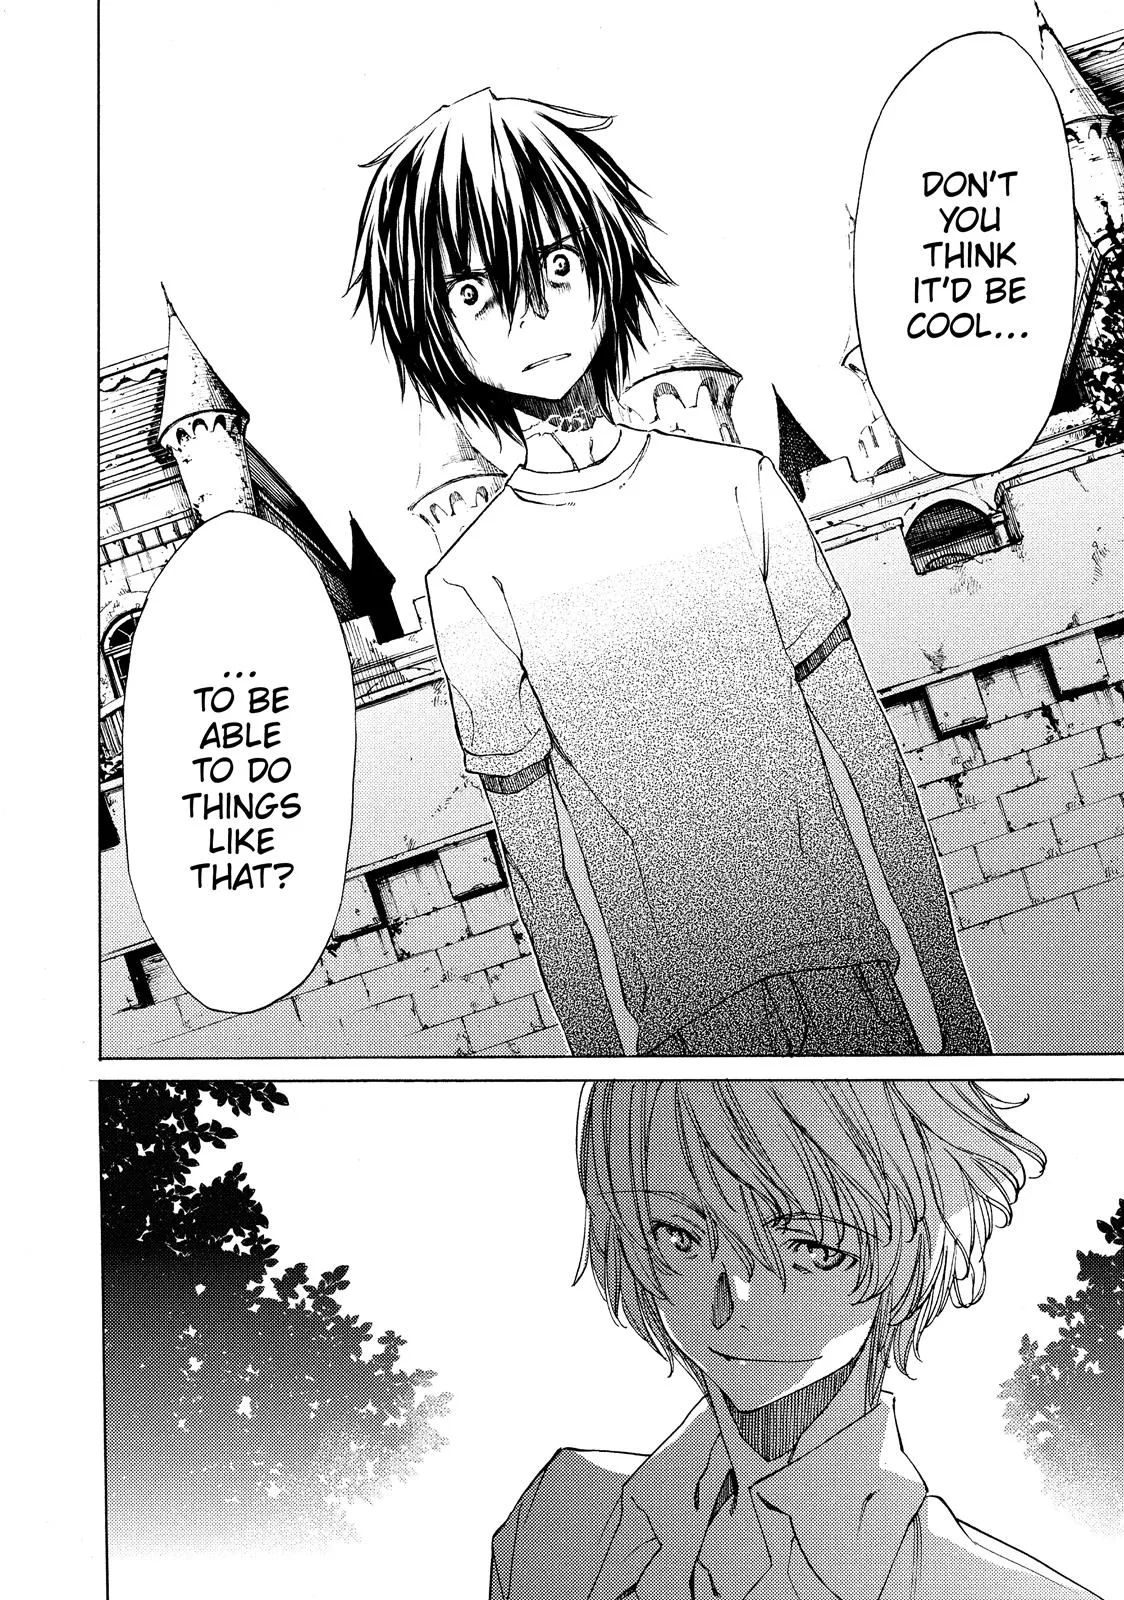 DON'T
YOU
THINK
IT'D BE
COOL...
...
TO BE
ABLE
TO DO
THINGS
LIKE
THAT?